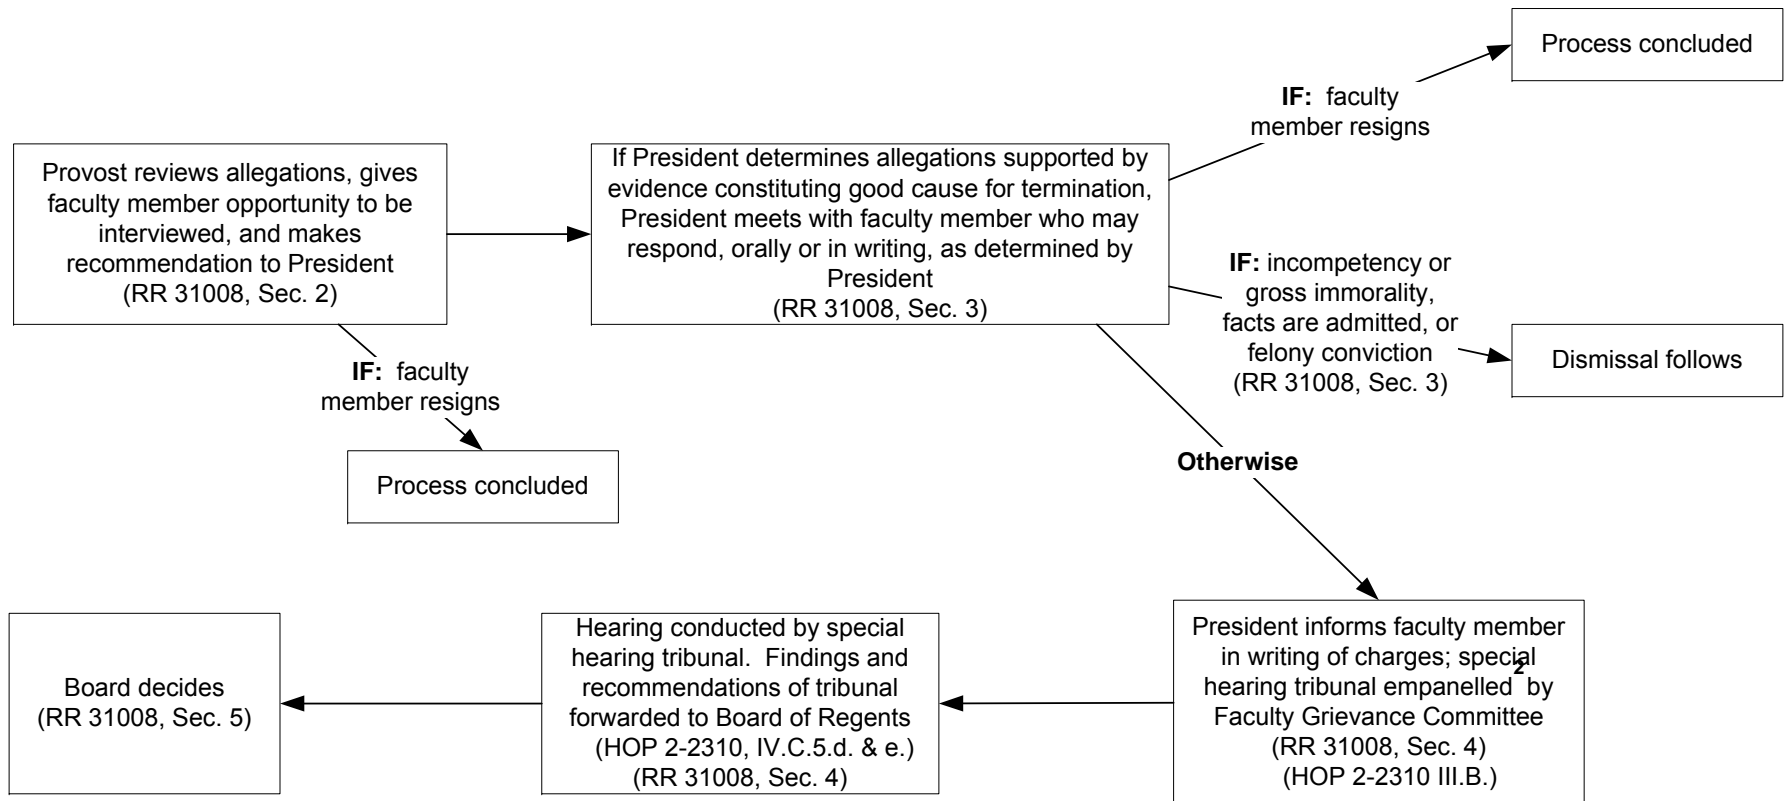 Process concluded
IF: faculty
member resigns
Provost reviews allegations, gives
faculty member opportunity to be
interviewed, and makes
recommendation to President
(RR 31008, Sec. 2)
If President determines allegations supported by
evidence constituting good cause for termination,
President meets with faculty member who may
respond, orally or in writing, as determined by
President
(RR 31008, Sec. 3)
IF: incompetency or
gross immorality,
facts are admitted, or
felony conviction
(RR 31008, Sec. 3)
Dismissal follows
IF: faculty
member resigns
Process concluded
Otherwise
President informs faculty member
in writing of charges; special
hearing tribunal empanelled2 by
Faculty Grievance Committee
(RR 31008, Sec. 4)
(HOP 2-2310 III.B.)
Hearing conducted by special
hearing tribunal. Findings and
recommendations of tribunal
forwarded to Board of Regents
(HOP 2-2310, IV.C.5.d. & e.)
(RR 31008, Sec. 4)
Board decides
(RR 31008, Sec. 5)